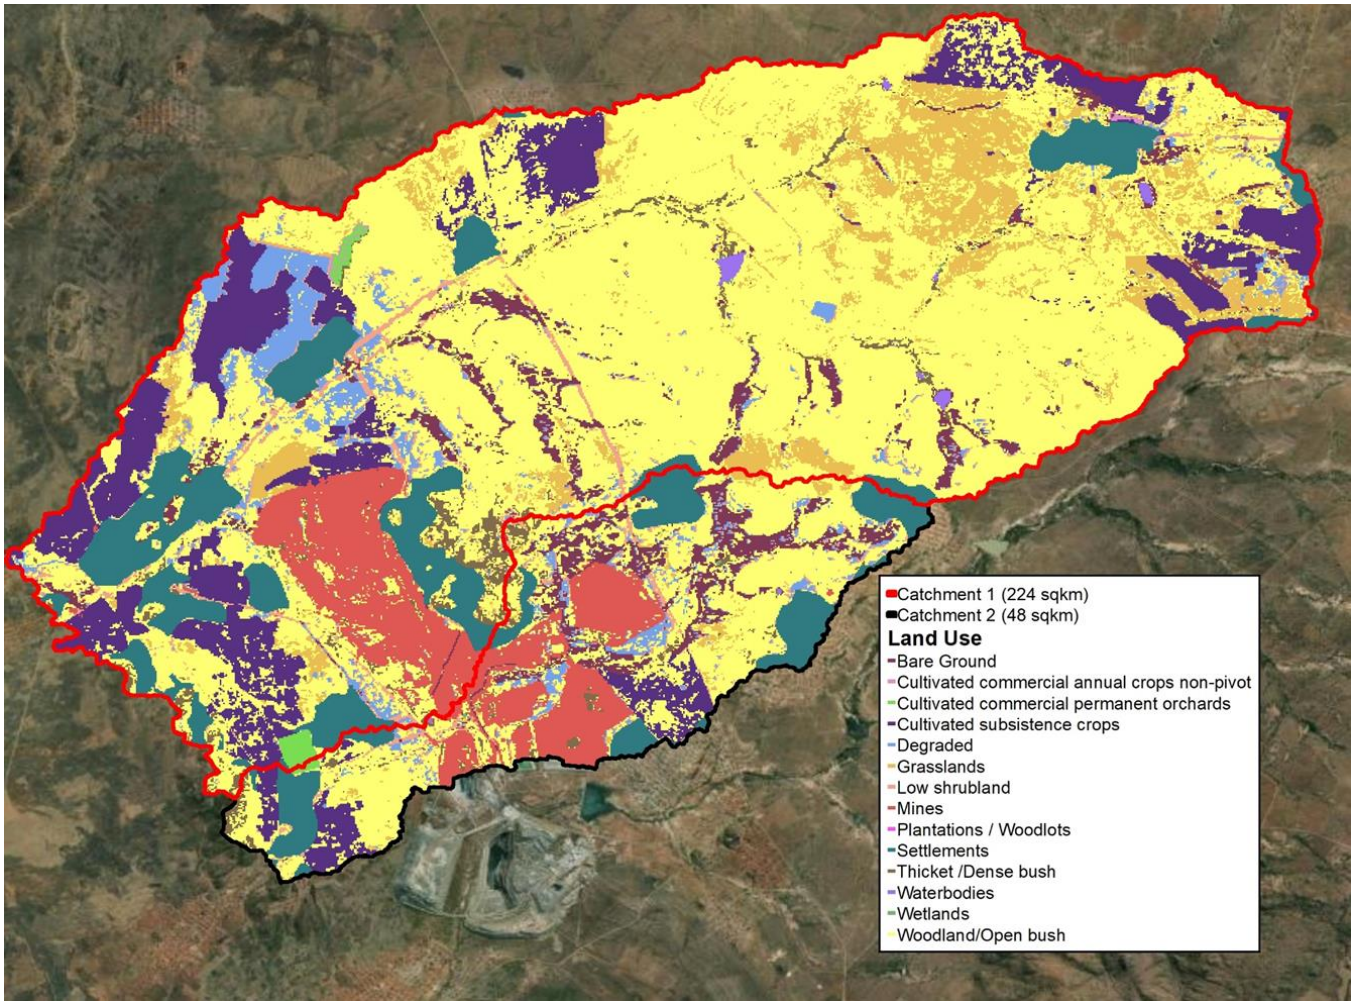 Catchment 1 (224 sqkm)
Catchment 2 (48 sqkm)
Land Use
Bare Ground
Cultivated commercial annual crops non-pivot
Cultivated commercial permanent orchards
Cultivated subsistence crops
Degraded
Grasslands
Low shrubland
Mines
Plantations / Woodlots
Settlements
Thicket /Dense bush
Waterbodies
Wetlands
Woodland/Open bush